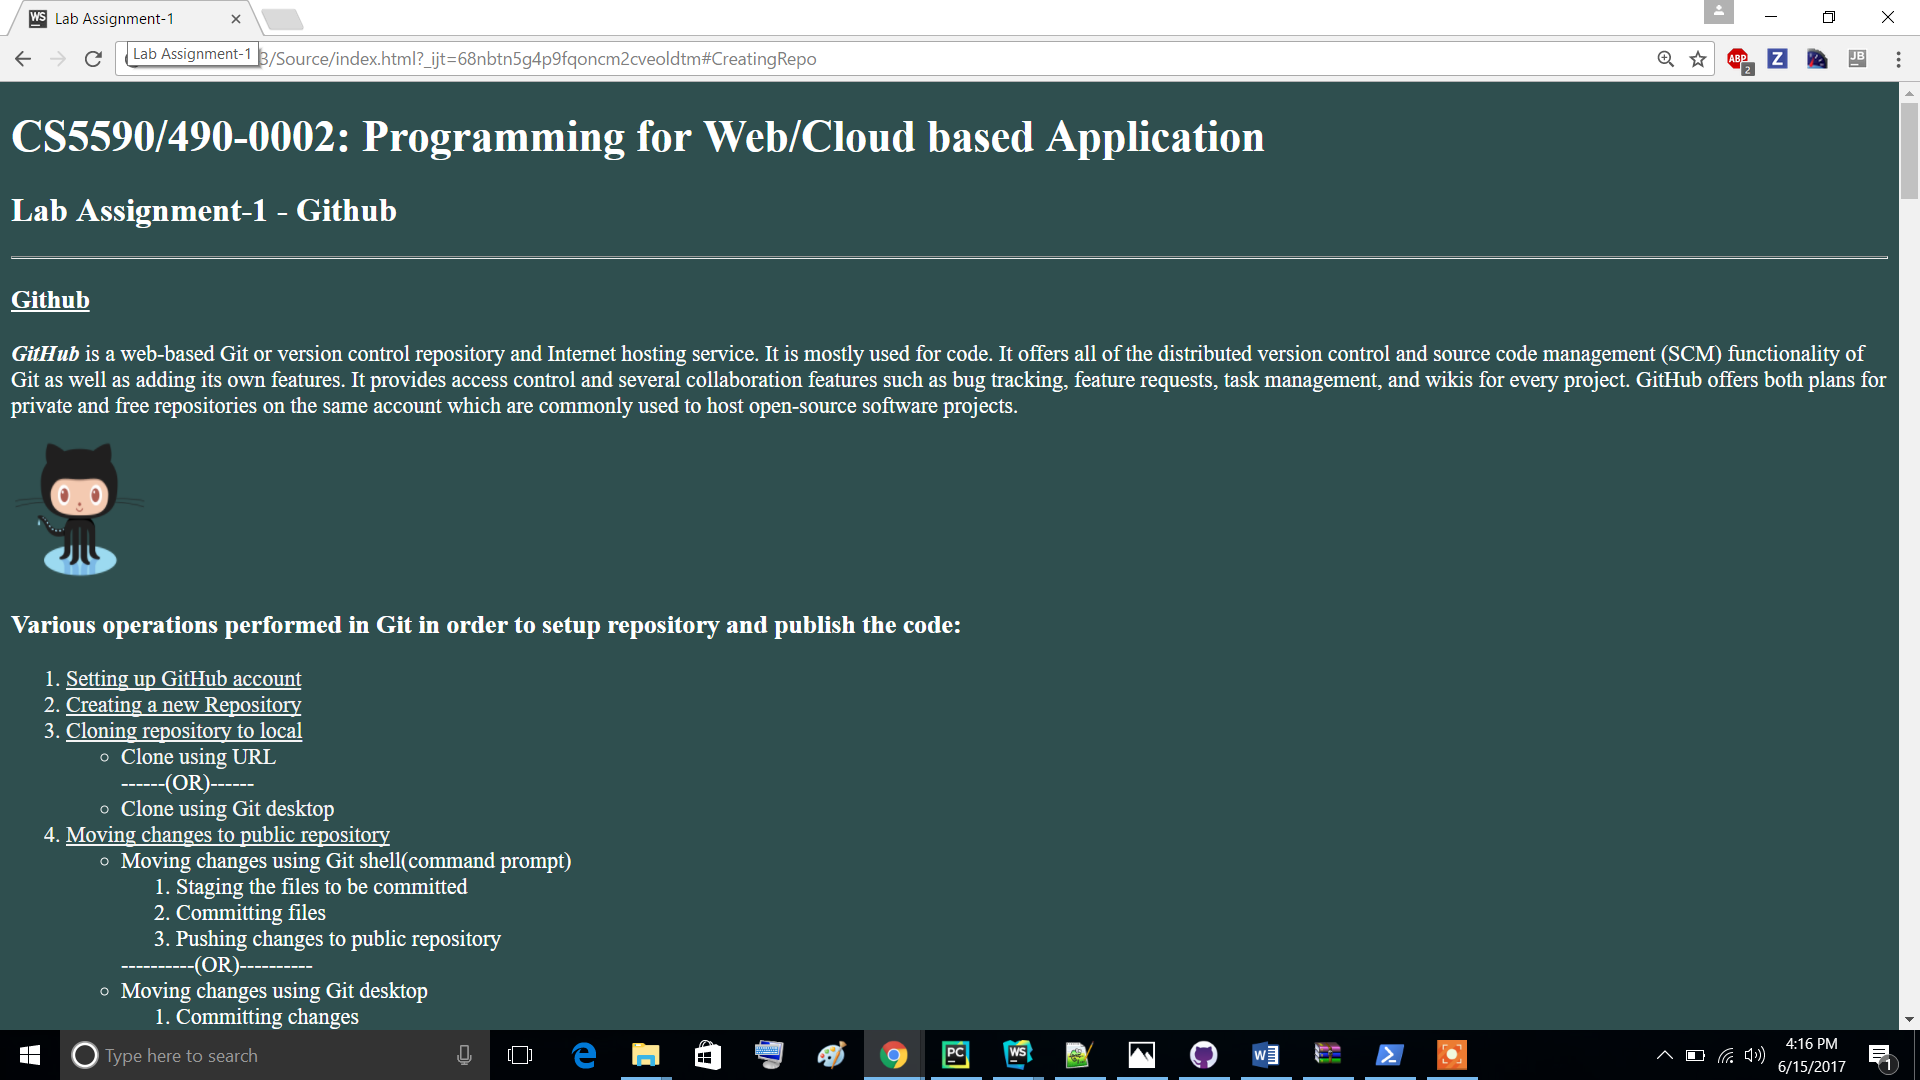 WS Lab Assignment-1
Lab Assignment-1
3/Source/index.html?_ijt=68nbtn5g4p9fqoncm2cveoldtm#CreatingRepo
ABP 2 Z JB
CS5590/490-0002: Programming for Web/Cloud based Application
Lab Assignment-1 - Github
Github
GitHub is a web-based Git or version control repository and Internet hosting service. It is mostly used for code. It offers all of the distributed version control and source code management (SCM) functionality of
Git as well as adding its own features. It provides access control and several collaboration features such as bug tracking, feature requests, task management, and wikis for every project. GitHub offers both plans for
private and free repositories on the same account which are commonly used to host open-source software projects.
Various operations performed in Git in order to setup repository and publish the code:
1. Setting up GitHub account
2. Creating a new Repository
3. Cloning repository to local
Clone using URL
------(OR)------
Clone using Git desktop
4. Moving changes to public repository
Moving changes using Git shell(command prompt)
1. Staging the files to be committed
2. Committing files
3. Pushing changes to public repository
----------(OR)----------
Moving changes using Git desktop
1. Committing changes
Type here to search
PC
WS
4:16 PM
6/15/2017
1